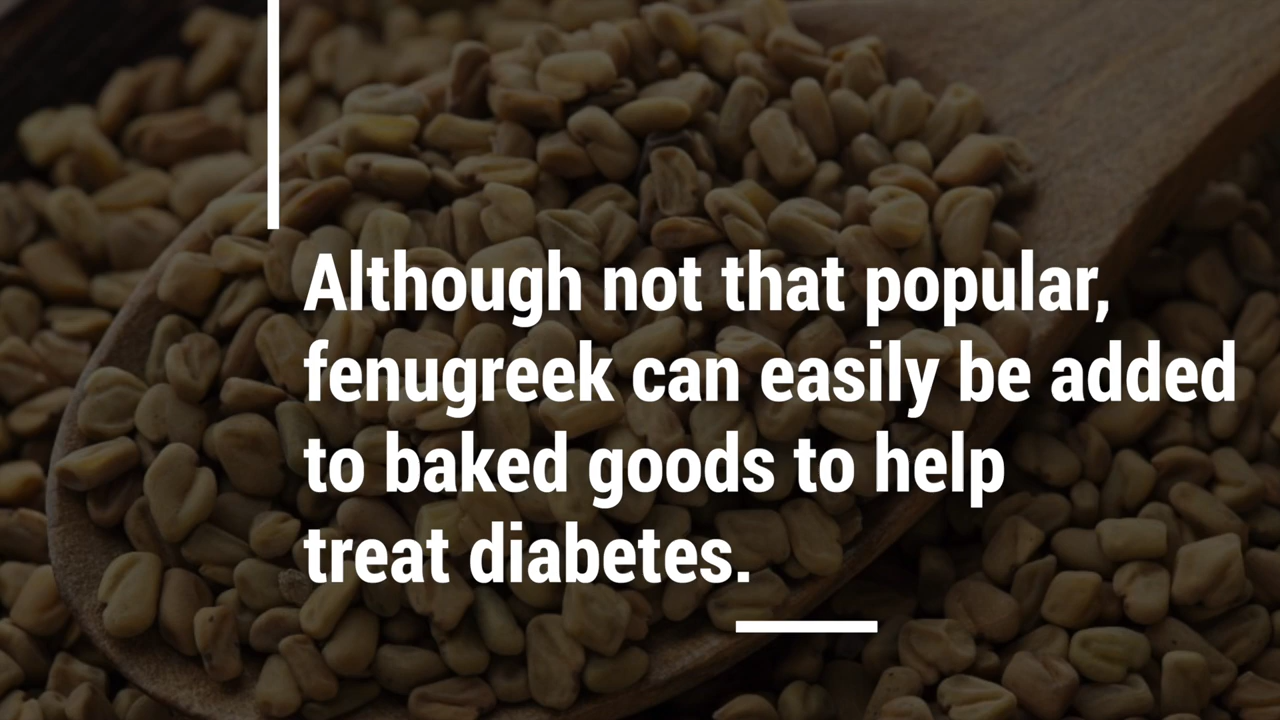 Although not that popular,
fenugreek can easily be added
to baked goods to help
treat diabetes.